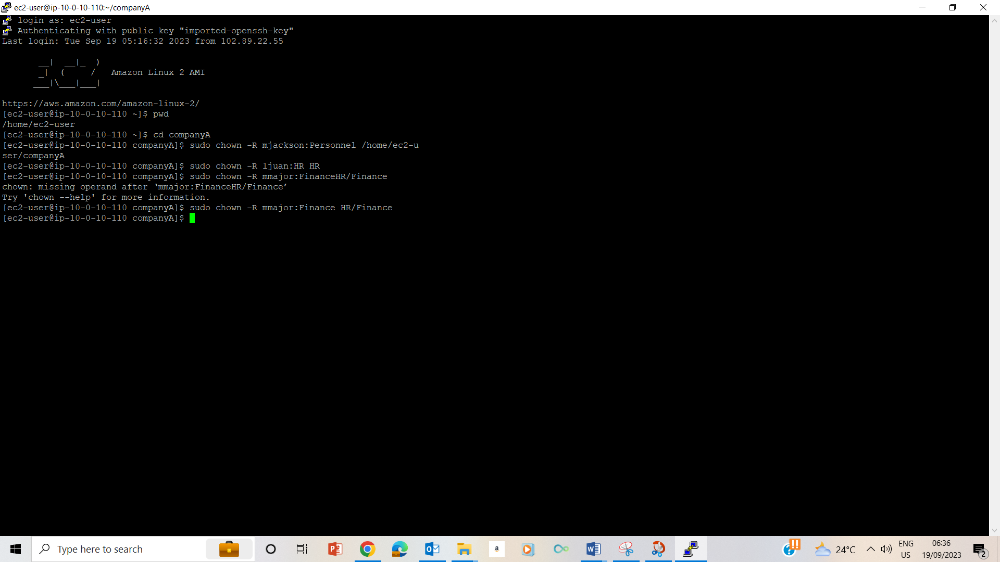 ec2-user@ip-10-0-10-110:~/companyA
login as: ec2-user
Authenticating with public key "imported-openssh-key"
Last login: Tue Sep 19 05:16:32 2023 from 102.89.22.55
__|  __|_  )
_|  (     /   Amazon Linux 2 AMI
___|\___|___|
https://aws.amazon.com/amazon-linux-2/
[ec2-user@ip-10-0-10-110 ~]$ pwd
/home/ec2-user
[ec2-user@ip-10-0-10-110 ~]$ cd companyA
[ec2-user@ip-10-0-10-110 companyA]$ sudo chown -R mjackson:Personnel /home/ec2-u
ser/companyA
[ec2-user@ip-10-0-10-110 companyA]$ sudo chown -R ljuan:HR HR
[ec2-user@ip-10-0-10-110 companyA]$ sudo chown -R mmajor:FinanceHR/Finance
chown: missing operand after ‘mmajor:FinanceHR/Finance’
Try 'chown --help' for more information.
[ec2-user@ip-10-0-10-110 companyA]$ sudo chown -R mmajor:Finance HR/Finance
[ec2-user@ip-10-0-10-110 companyA]$
Type here to search
a
24°C
ENG
US
06:36
19/09/2023
2